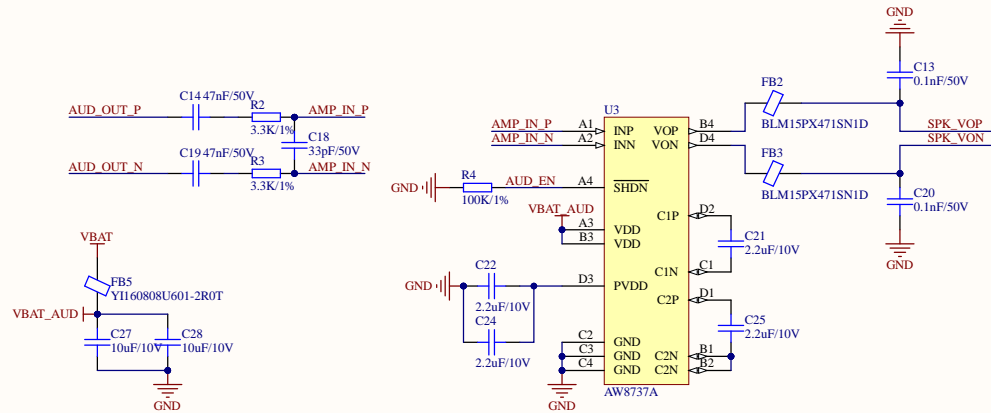 GND
C13
0.1nF/50V
C14 47nF/50V
R2
3.3K/1%
AUD_OUT_P
AMP_IN_P
C18
33pF/50V
C19 47nF/50V
R3
3.3K/1%
AUD_OUT_N
AMP_IN_N
FB2
BLM15PX471SN1D
U3
AMP_IN_P A1 INP VOP B4
AMP_IN_N A2 INN VON D4
SPK_VOP
SPK_VON
FB3
BLM15PX471SN1D
GND R4 AUD_EN A4 SHDN
100K/1%
C20
0.1nF/50V
GND
VBAT_AUD
A3 VDD
B3 VDD
C1P D2
C21
2.2uF/10V
C1N C1
VBAT
FB5
YI160808U601-2R0T
VBAT_AUD
C27
10uF/10V
C28
10uF/10V
GND
GND C22
2.2uF/10V
D3 PVDD
C2P D1
C24
2.2uF/10V
C25
2.2uF/10V
C2 GND
C3 GND C2N B1
C4 GND C2N B2
GND
AW8737A